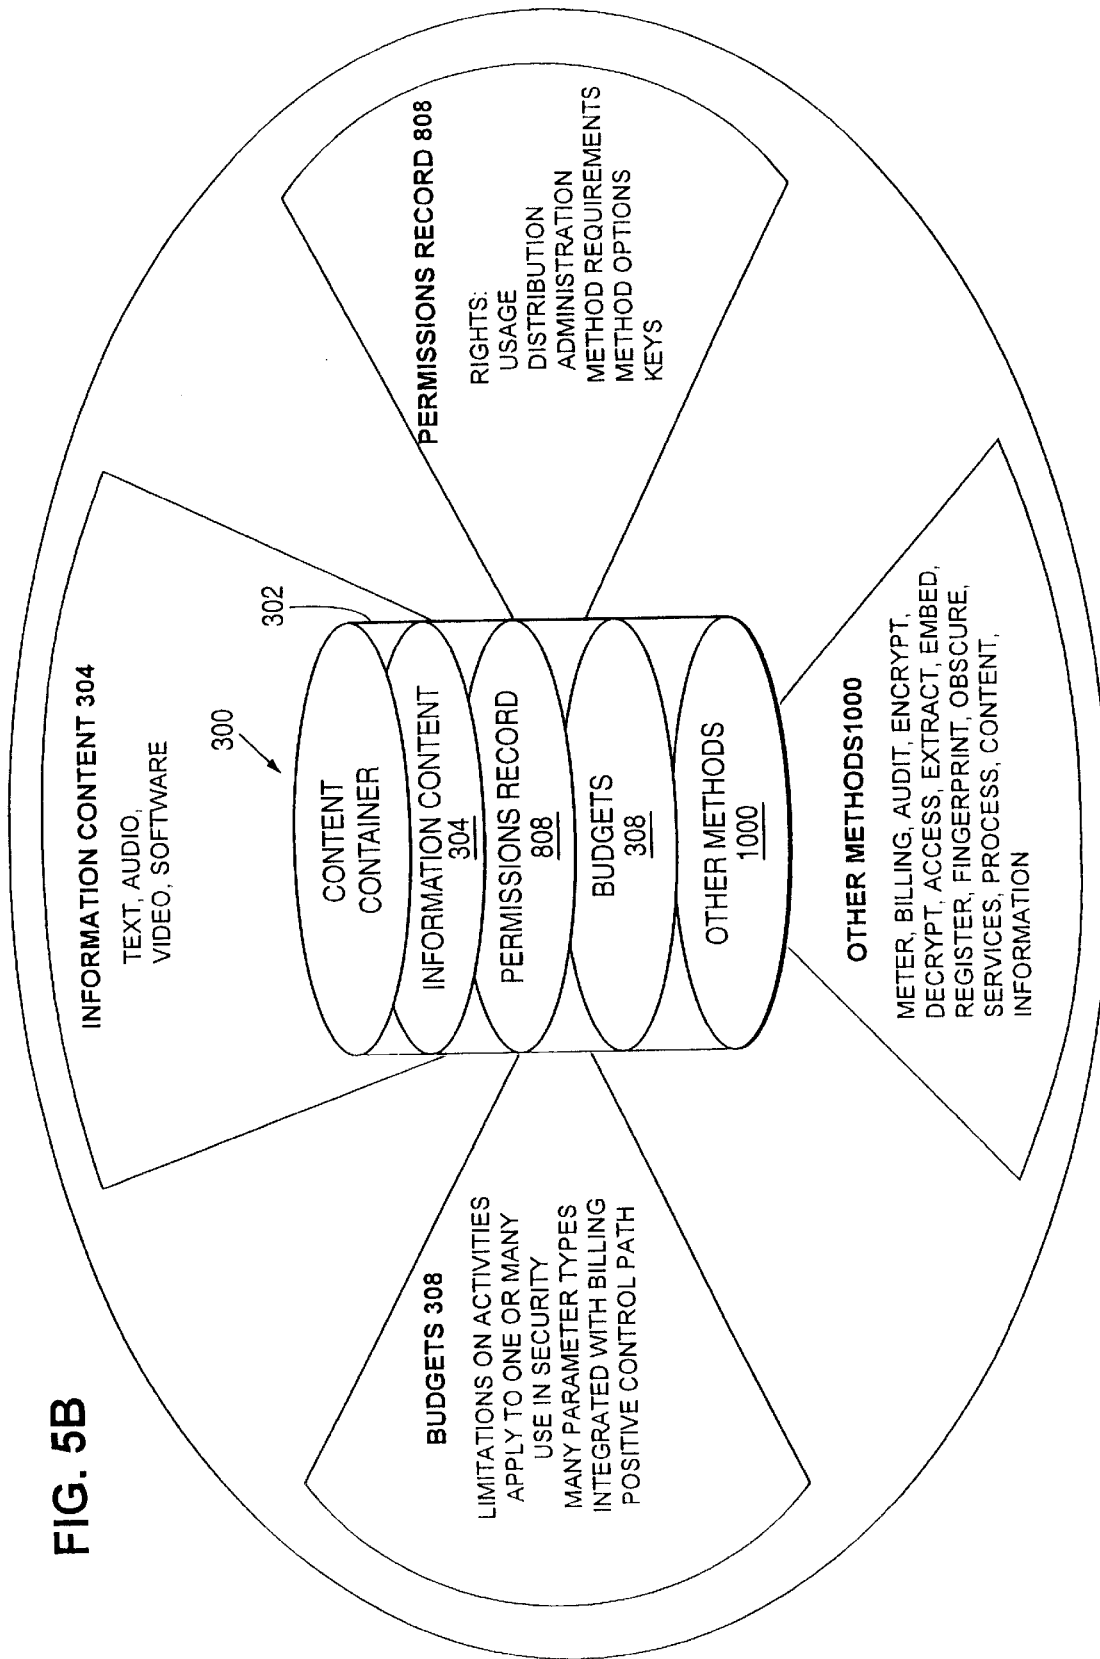 FIG. 5B
INFORMATION CONTENT 304
TEXT, AUDIO,
VIDEO, SOFTWARE
300
302
CONTENT
CONTAINER
INFORMATION CONTENT
304
PERMISSIONS RECORD
808
BUDGETS
308
OTHER METHODS
1000
BUDGETS 308
LIMITATIONS ON ACTIVITIES
APPLY TO ONE OR MANY
USE IN SECURITY
MANY PARAMETER TYPES
INTEGRATED WITH BILLING
POSITIVE CONTROL PATH
PERMISSIONS RECORD 808
RIGHTS:
USAGE
DISTRIBUTION
ADMINISTRATION
METHOD REQUIREMENTS
METHOD OPTIONS
KEYS
OTHER METHODS1000
METER, BILLING, AUDIT, ENCRYPT,
DECRYPT, ACCESS, EXTRACT, EMBED,
REGISTER, FINGERPRINT, OBSCURE,
SERVICES, PROCESS, CONTENT,
INFORMATION